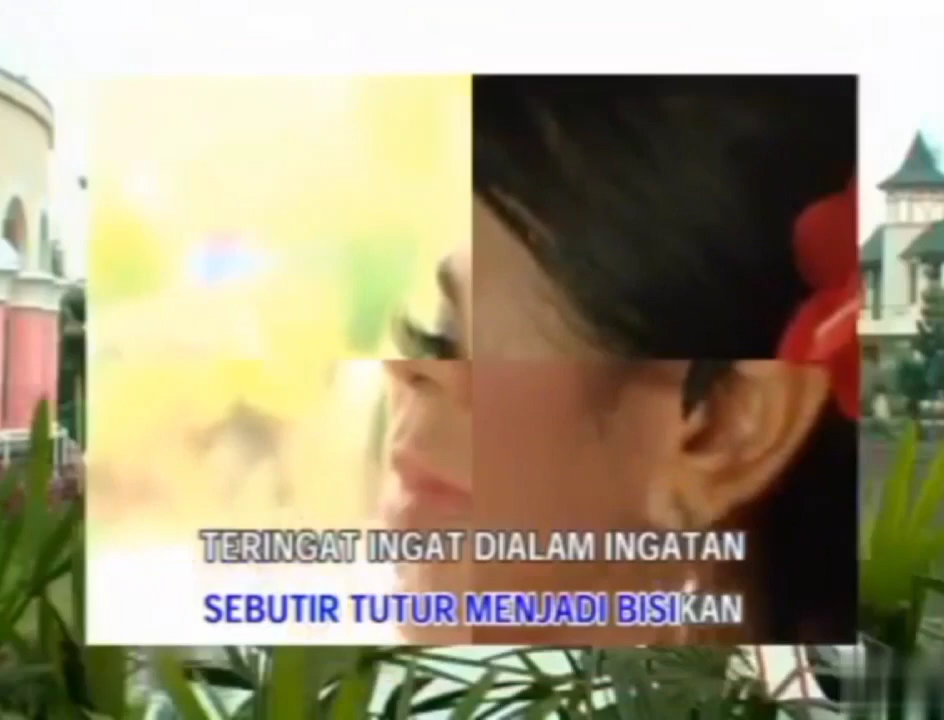 TERINGAT INGAT DIALAM INGATAN
SEBUTIR TUTUR MENJADI BISIKAN